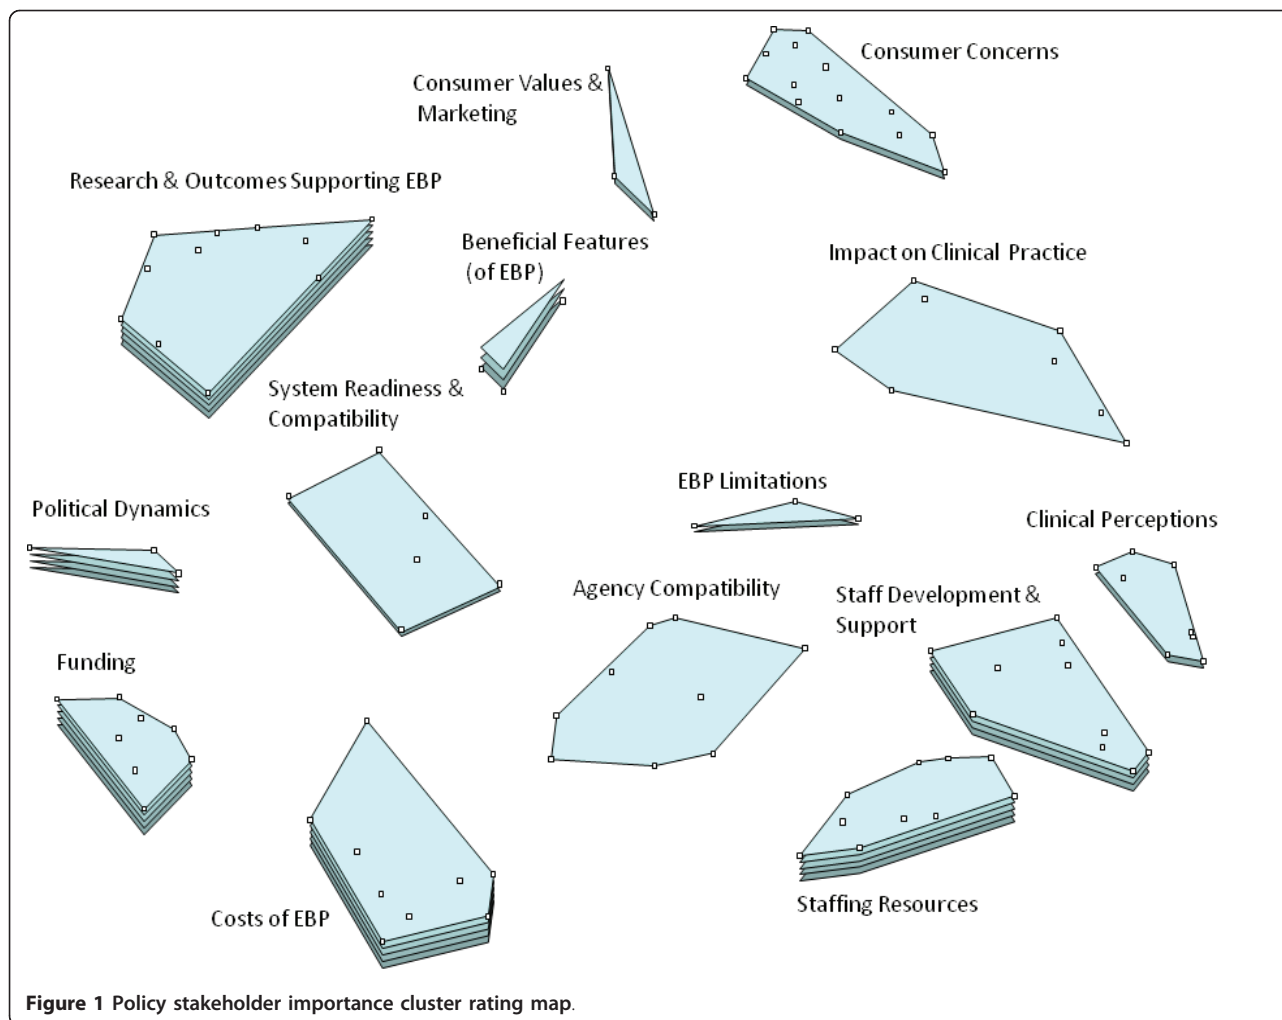 Consumer Concerns
Consumer Values &
Marketing
Research & Outcomes Supporting EBP
Beneficial Features
(of EBP)
Impact on Clinical Practice
System Readiness &
Compatibility
EBP Limitations
Political Dynamics
Clinical Perceptions
Agency Compatibility
Staff Development &
Support
Funding
Costs of EBP
Staffing Resources
Figure 1 Policy stakeholder importance cluster rating map.